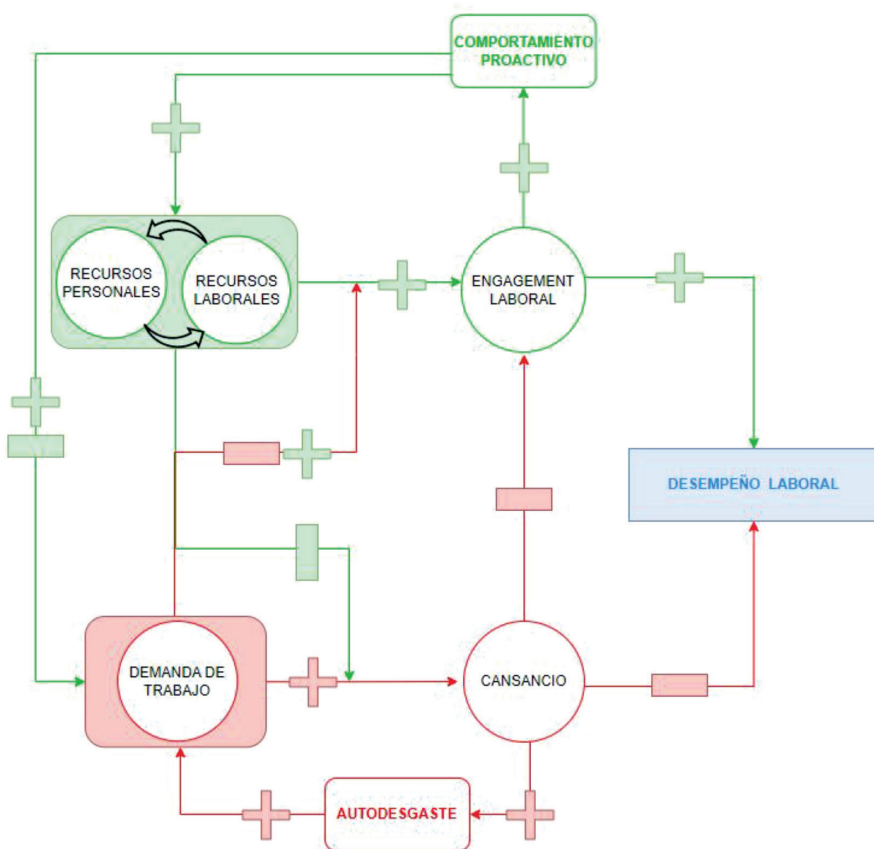 COMPORTAMIENTO
PROACTIVO
RECURSOS
PERSONALES
RECURSOS
LABORALES
ENGAGEMENT
LABORAL
DESEMPEÑO LABORAL
DEMANDA DE
TRABAJO
CANSANCIO
AUTODESGASTE